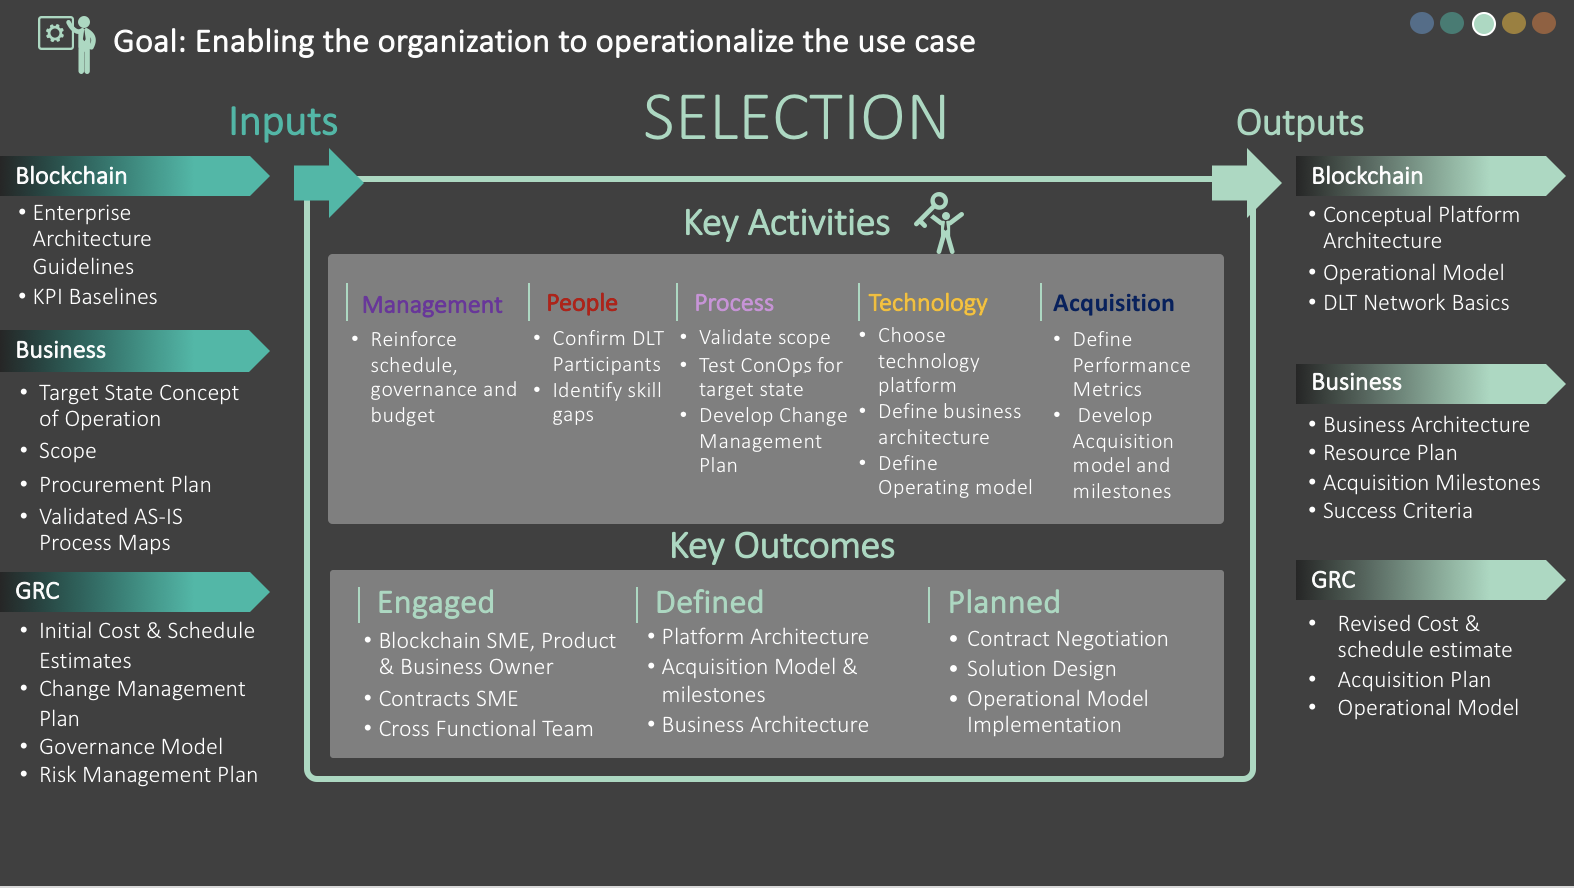 Goal: Enabling the organization to operationalize the use case
SELECTION
Inputs
Blockchain
• Enterprise
Architecture
Guidelines
• KPI Baselines
Business
• Target State Concept
of Operation
• Scope
• Procurement Plan
• Validated AS-IS
Process Maps
GRC
• Initial Cost & Schedule
Estimates
• Change Management
Plan
• Governance Model
• Risk Management Plan
Key Activities
Management
• Reinforce
schedule,
governance and
budget
People
• Confirm DLT
Participants
• Identify skill
gaps
Process
• Validate scope
• Test ConOps for
target state
• Develop Change
Management
Plan
Technology
• Choose
technology
platform
• Define business
architecture
• Define
Operating model
Acquisition
• Define
Performance
Metrics
• Develop
Acquisition
model and
milestones
Key Outcomes
Engaged
• Blockchain SME, Product
& Business Owner
• Contracts SME
• Cross Functional Team
Defined
• Platform Architecture
• Acquisition Model &
milestones
• Business Architecture
Planned
• Contract Negotiation
• Solution Design
• Operational Model
Implementation
Outputs
Blockchain
• Conceptual Platform
Architecture
• Operational Model
• DLT Network Basics
Business
• Business Architecture
• Resource Plan
• Acquisition Milestones
• Success Criteria
GRC
• Revised Cost &
schedule estimate
• Acquisition Plan
• Operational Model